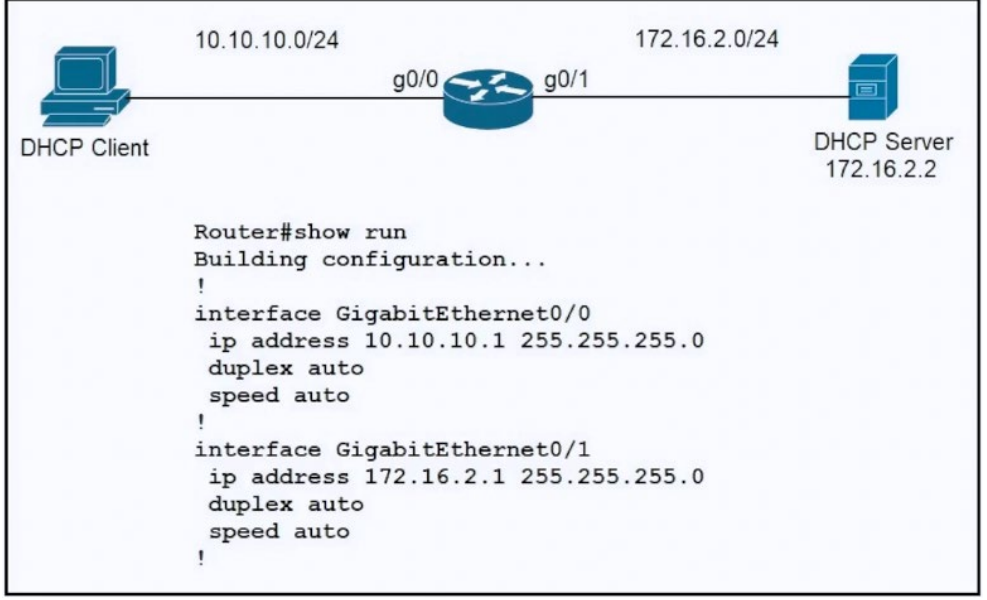 10.10.10.0/24
172.16.2.0/24
g0/0
g0/1
DHCP Client
DHCP Server
172.16.2.2
Router#show run
Building configuration...
!
interface GigabitEthernet0/0
 ip address 10.10.10.1 255.255.255.0
 duplex auto
 speed auto
!
interface GigabitEthernet0/1
 ip address 172.16.2.1 255.255.255.0
 duplex auto
 speed auto
!